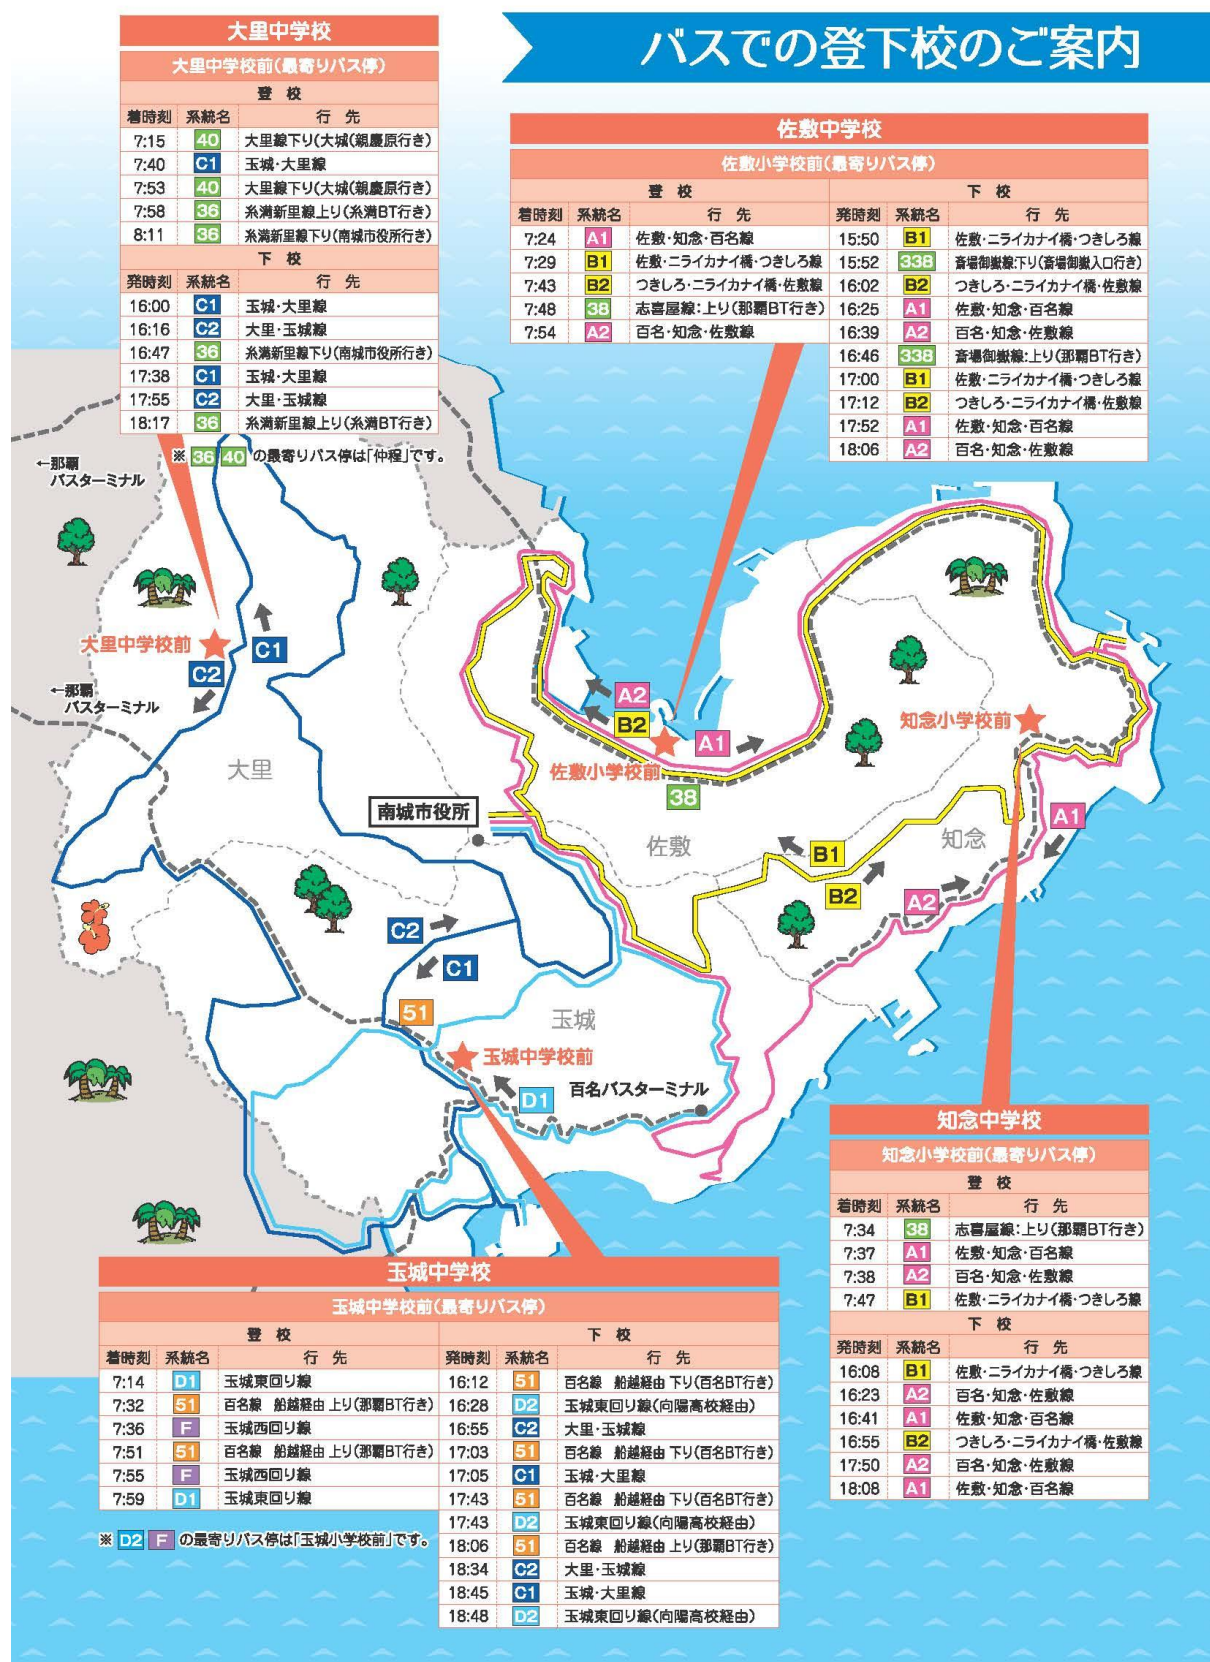 バスでの登下校のご案内
大里中学校
大里中学校前(最寄りバス停)
登 校
着時刻 系統名 行 先
7:15 40 大里線下り(大城(親慶原行き)
7:40 C1 玉城・大里線
7:53 40 大里線下り(大城(親慶原行き)
7:58 36 糸満新里線上り(糸満BT行き)
8:11 36 糸満新里線下り(南城市役所行き)
下 校
発時刻 系統名 行 先
16:00 C1 玉城・大里線
16:16 C2 大里・玉城線
16:47 36 糸満新里線下り(南城市役所行き)
17:38 C1 玉城・大里線
17:55 C2 大里・玉城線
18:17 36 糸満新里線上り(糸満BT行き)
※ 36 40 の最寄りバス停は「仲程」です。
佐敷中学校
佐敷小学校前(最寄りバス停)
登 校
着時刻 系統名 行 先
7:24 A1 佐敷・知念・百名線
7:29 B1 佐敷・ニライカナイ橋・つきしろ線
7:43 B2 つきしろ・ニライカナイ橋・佐敷線
7:48 38 志喜屋線:上り(那覇BT行き)
7:54 A2 百名・知念・佐敷線
下 校
発時刻 系統名 行 先
15:50 B1 佐敷・ニライカナイ橋・つきしろ線
15:52 338 斎場御嶽線:下り(斎場御嶽入口行き)
16:02 B2 つきしろ・ニライカナイ橋・佐敷線
16:25 A1 佐敷・知念・百名線
16:39 A2 百名・知念・佐敷線
16:46 338 斎場御嶽線:上り(那覇BT行き)
17:00 B1 佐敷・ニライカナイ橋・つきしろ線
17:12 B2 つきしろ・ニライカナイ橋・佐敷線
17:52 A1 佐敷・知念・百名線
18:06 A2 百名・知念・佐敷線
←那覇
バスターミナル
大里中学校前
C1
C2
←那覇
バスターミナル
大里
A2
B2
A1
佐敷小学校前
38
知念小学校前
南城市役所
佐敷
知念
A1
B1
B2
A2
C2
C1
51
玉城
玉城中学校前
D1
百名バスターミナル
知念中学校
知念小学校前(最寄りバス停)
登 校
着時刻 系統名 行 先
7:34 38 志喜屋線:上り(那覇BT行き)
7:37 A1 佐敷・知念・百名線
7:38 A2 百名・知念・佐敷線
7:47 B1 佐敷・ニライカナイ橋・つきしろ線
下 校
発時刻 系統名 行 先
16:08 B1 佐敷・ニライカナイ橋・つきしろ線
16:23 A2 百名・知念・佐敷線
16:41 A1 佐敷・知念・百名線
16:55 B2 つきしろ・ニライカナイ橋・佐敷線
17:50 A2 百名・知念・佐敷線
18:08 A1 佐敷・知念・百名線
玉城中学校
玉城中学校前(最寄りバス停)
登 校
着時刻 系統名 行 先
7:14 D1 玉城東回り線
7:32 51 百名線 船越経由 上り(那覇BT行き)
7:36 F 玉城西回り線
7:51 51 百名線 船越経由 上り(那覇BT行き)
7:55 F 玉城西回り線
7:59 D1 玉城東回り線
※ D2 F の最寄りバス停は「玉城小学校前」です。
下 校
発時刻 系統名 行 先
16:12 51 百名線 船越経由 下り(百名BT行き)
16:28 D2 玉城東回り線(向陽高校経由)
16:55 C2 大里・玉城線
17:03 51 百名線 船越経由 下り(百名BT行き)
17:05 C1 玉城・大里線
17:43 51 百名線 船越経由 下り(百名BT行き)
17:43 D2 玉城東回り線(向陽高校経由)
18:06 51 百名線 船越経由 上り(那覇BT行き)
18:34 C2 大里・玉城線
18:45 C1 玉城・大里線
18:48 D2 玉城東回り線(向陽高校経由)